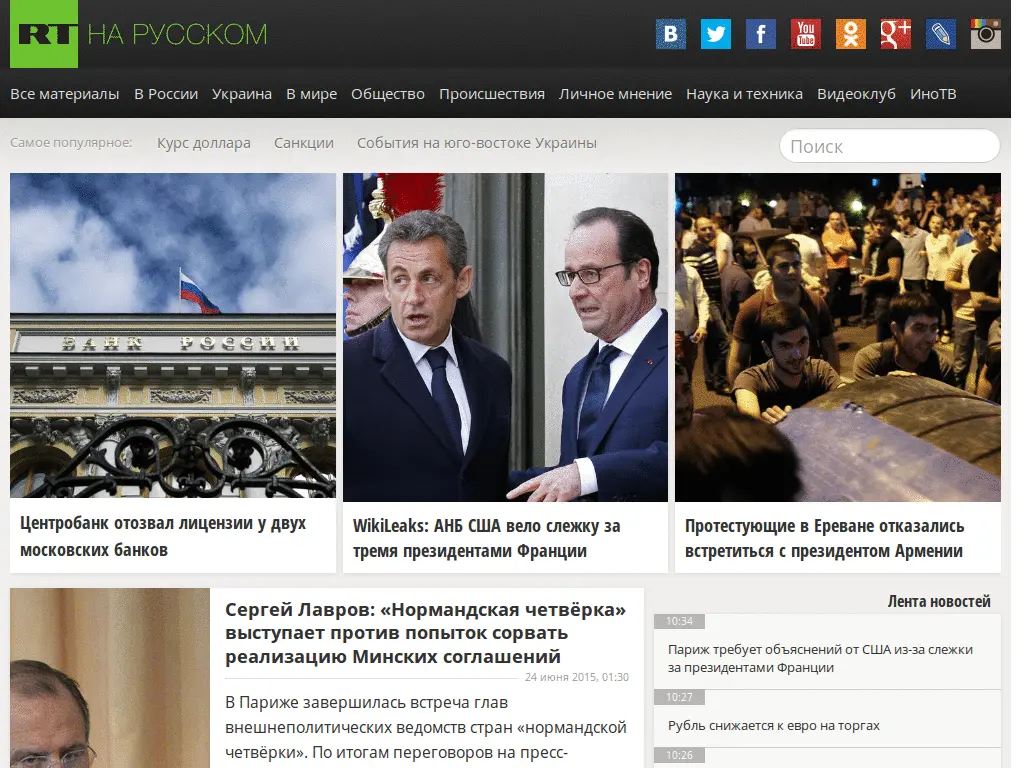 RT НА РУССКОМ
B f You Tube g+
Все материалы В России Украина В мире Общество Происшествия Личное мнение Наука и техника Видеоклуб ИноТВ
Самое популярное: Курс доллара Санкции События на юго-востоке Украины Поиск
БАНК РОССИИ
Центробанк отозвал лицензии у двух
московских банков
WikiLeaks: АНБ США вело слежку за
тремя президентами Франции
Протестующие в Ереване отказались
встретиться с президентом Армении
Сергей Лавров: «Нормандская четвёрка»
выступает против попыток сорвать
реализацию Минских соглашений
24 июня 2015, 01:30
В Париже завершилась встреча глав
внешнеполитических ведомств стран «нормандской
четвёрки». По итогам переговоров на пресс-
Лента новостей
10:34
Париж требует объяснений от США из-за слежки
за президентами Франции
10:27
Рубль снижается к евро на торгах
10:26